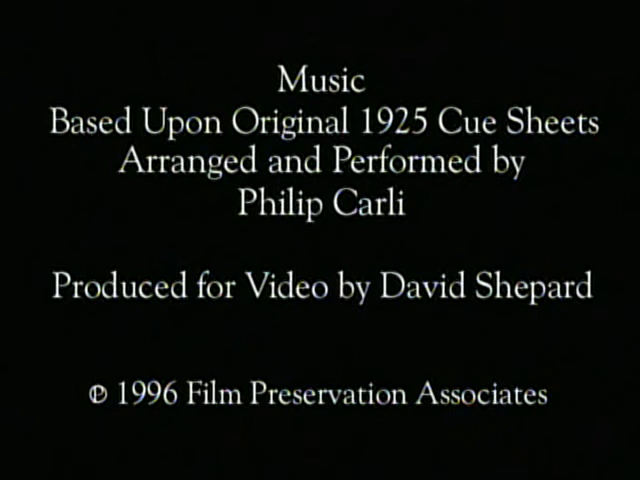 Music
Based Upon Original 1925 Cue Sheets
Arranged and Performed by
Philip Carli
Produced for Video by David Shepard
℗ 1996 Film Preservation Associates